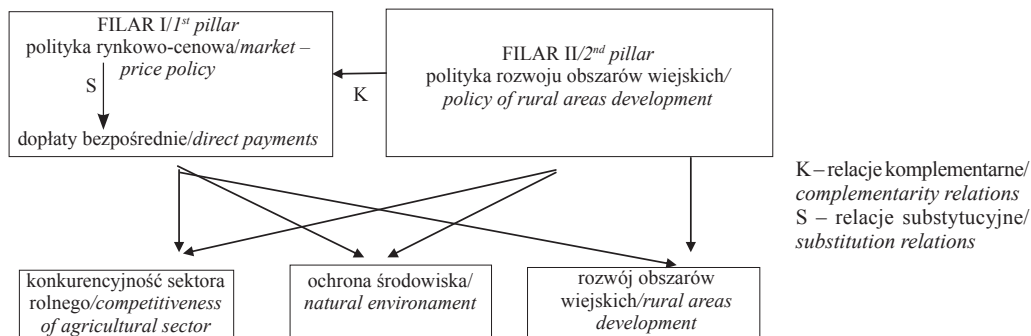 FILAR I/1st pillar
polityka rynkowo-cenowa/market –
price policy
S
dopłaty bezpośrednie/direct payments
K
FILAR II/2nd pillar
polityka rozwoju obszarów wiejskich/
policy of rural areas development
K – relacje komplementarne/
complementarity relations
S – relacje substytucyjne/
substitution relations
konkurencyjność sektora
rolnego/competitiveness
of agricultural sector
ochrona środowiska/
natural environament
rozwój obszarów
wiejskich/rural areas
development